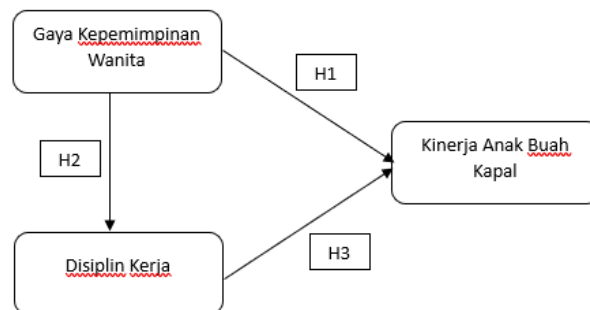 Gaya Kepemimpinan
Wanita
H1
Kinerja Anak Buah
Kapal
H2
Disiplin Kerja
H3